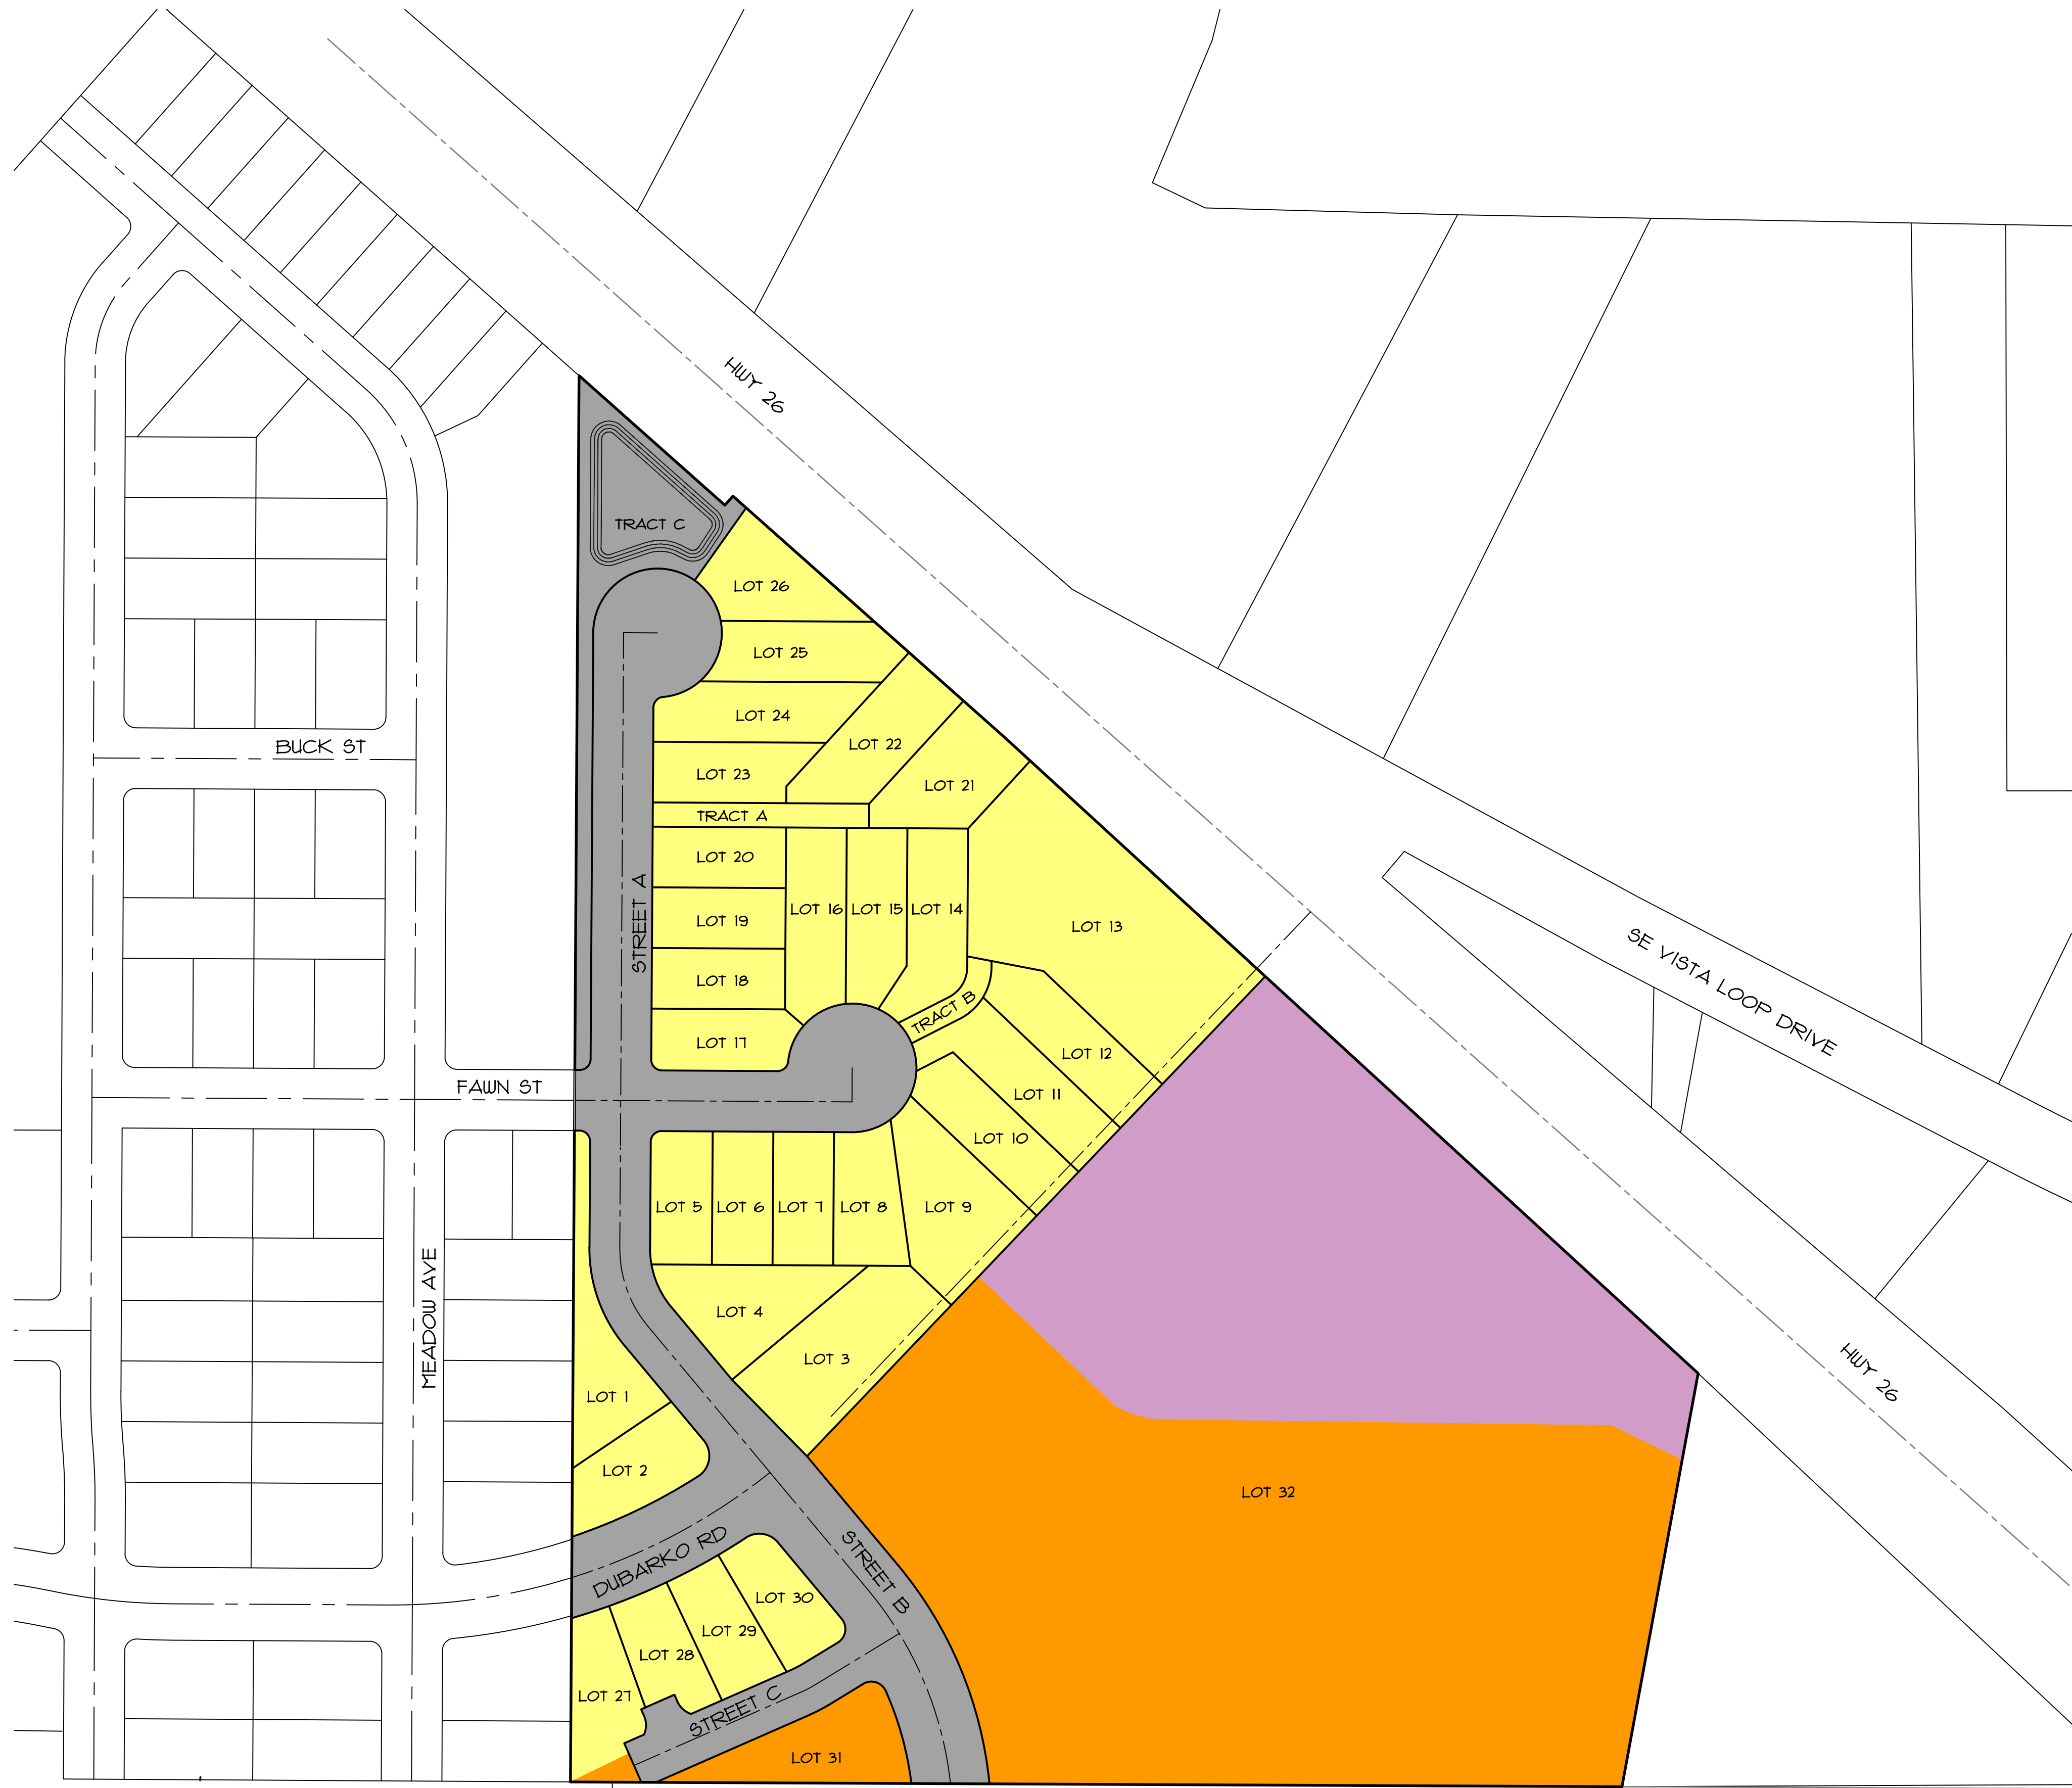 HWY 26
TRACT C
LOT 26
LOT 25
LOT 24
LOT 22
BUCK ST
LOT 23
LOT 21
TRACT A
LOT 20
STREET A
LOT 16
LOT 15
LOT 14
LOT 19
LOT 13
SE VISTA LOOP DRIVE
LOT 18
TRACT B
LOT 17
LOT 12
FAWN ST
LOT 11
LOT 10
LOT 5
LOT 6
LOT 7
LOT 8
LOT 9
MEADOW AVE
LOT 4
LOT 3
HWY 26
LOT 1
LOT 2
LOT 32
DUBARKO RD
STREET B
LOT 30
LOT 29
LOT 28
LOT 27
STREET C
LOT 31